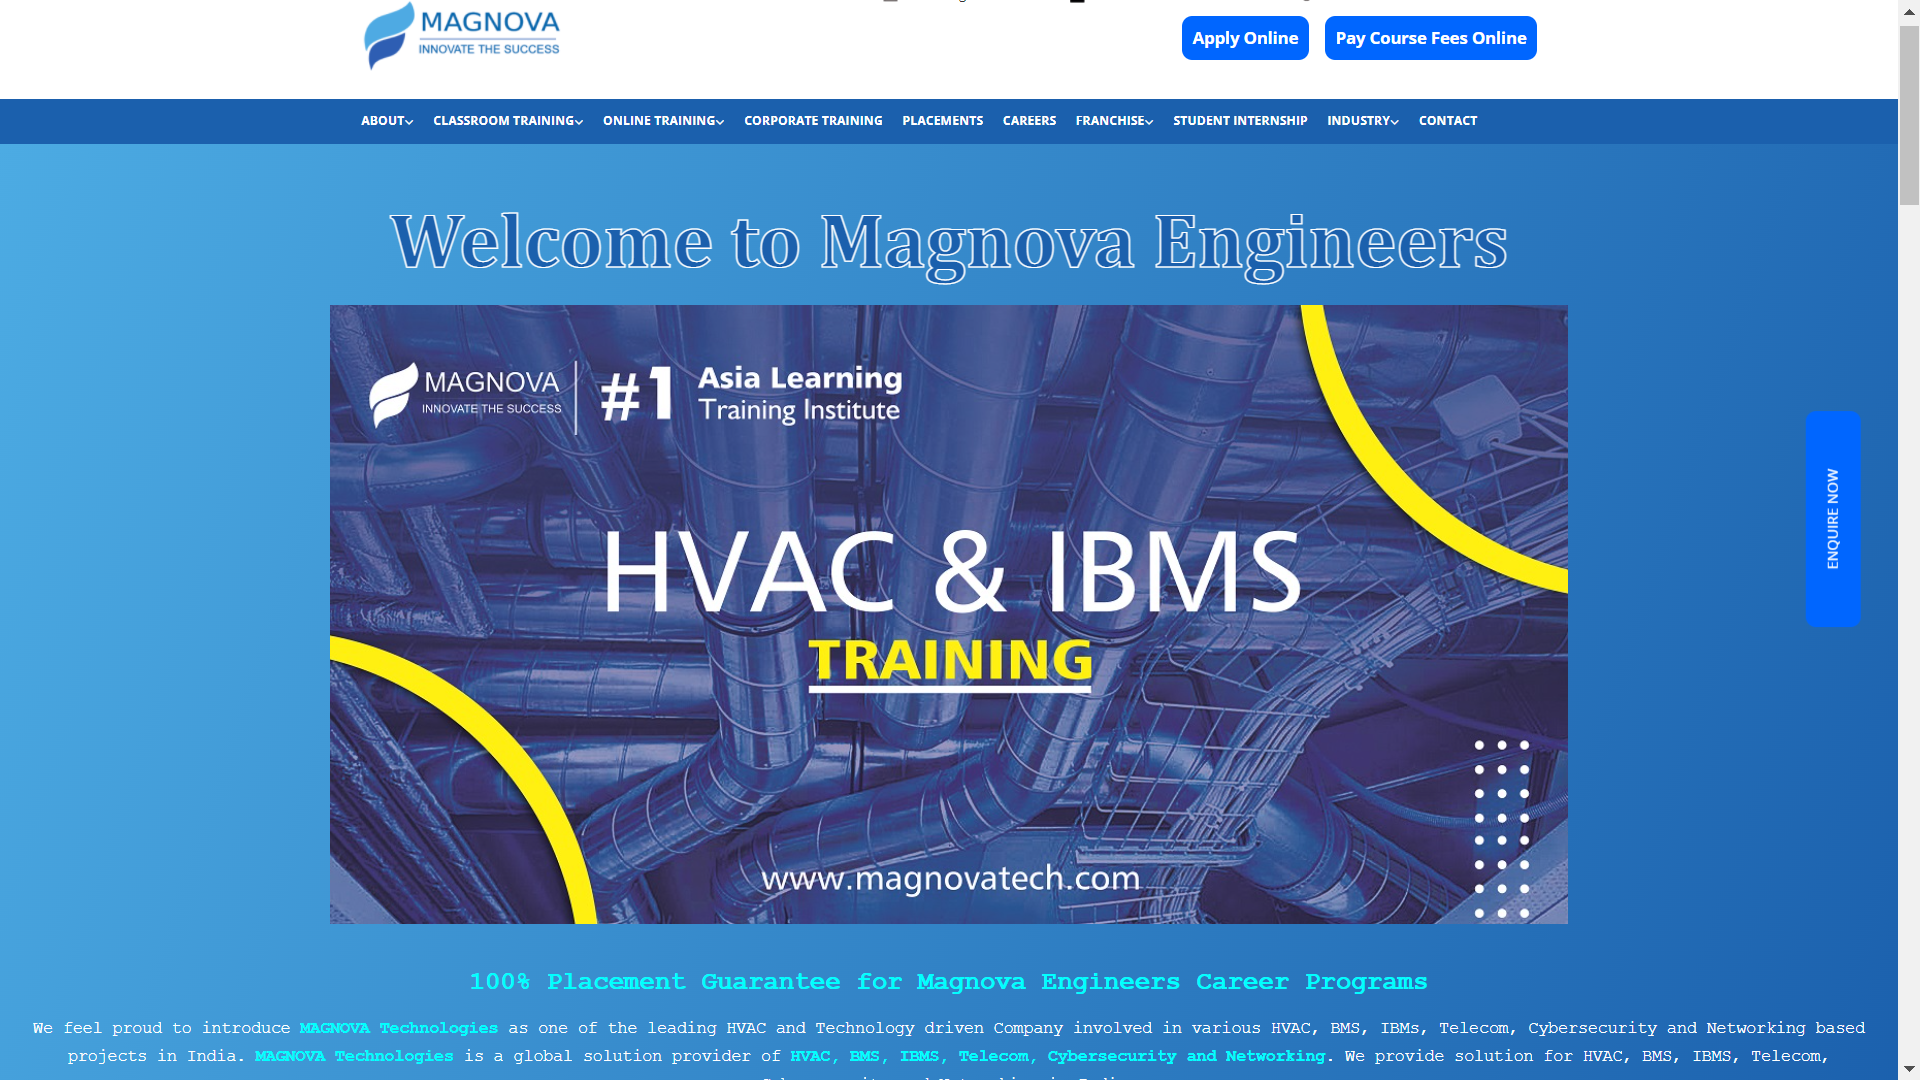 MAGNOVA
INNOVATE THE SUCCESS
Apply Online
Pay Course Fees Online
ABOUT
CLASSROOM TRAINING
ONLINE TRAINING
CORPORATE TRAINING
PLACEMENTS
CAREERS
FRANCHISE
STUDENT INTERNSHIP
INDUSTRY
CONTACT
Welcome to Magnova Engineers
MAGNOVA
INNOVATE THE SUCCESS
#1
Asia Learning
Training Institute
HVAC & IBMS
TRAINING
www.magnovatech.com
ENQUIRE NOW
100% Placement Guarantee for Magnova Engineers Career Programs
We feel proud to introduce MAGNOVA Technologies as one of the leading HVAC and Technology driven Company involved in various HVAC, BMS, IBMs, Telecom, Cybersecurity and Networking based
projects in India. MAGNOVA Technologies is a global solution provider of HVAC, BMS, IBMS, Telecom, Cybersecurity and Networking. We provide solution for HVAC, BMS, IBMS, Telecom,